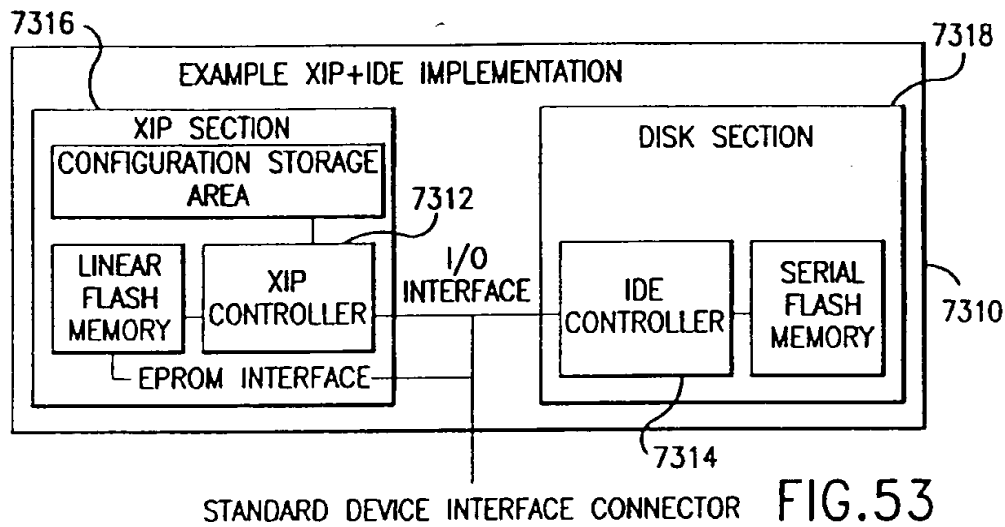 7316
7318
EXAMPLE XIP+IDE IMPLEMENTATION
XIP SECTION
CONFIGURATION STORAGE
AREA
DISK SECTION
7312
LINEAR
FLASH
MEMORY
XIP
CONTROLLER
I/O
INTERFACE
IDE
CONTROLLER
SERIAL
FLASH
MEMORY
7310
EPROM INTERFACE
7314
STANDARD DEVICE INTERFACE CONNECTOR
FIG.53